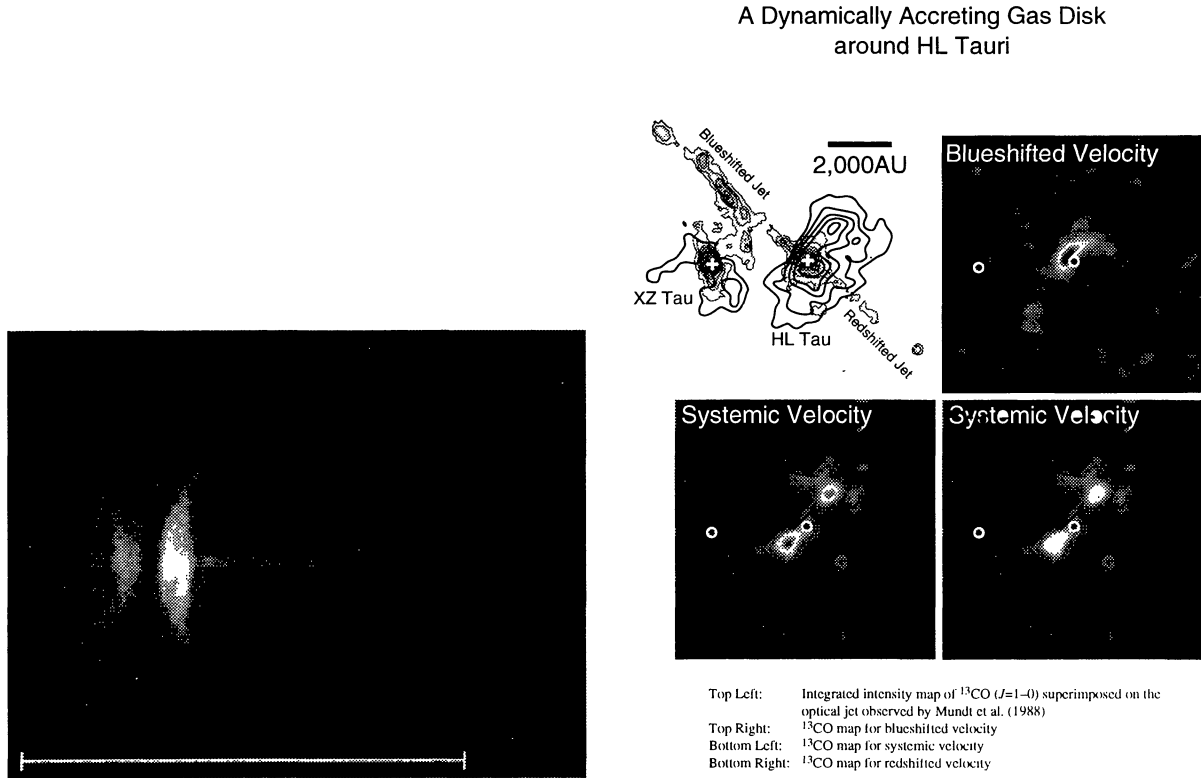 A Dynamically Accreting Gas Disk
around HL Tauri
Blueshifted Jet
2,000AU
XZ Tau
HL Tau
Redshifted Jet
Blueshifted Velocity
Systemic Velocity
Systemic Velocity
Top Left: Integrated intensity map of ¹³CO (J=1–0) superimposed on the
optical jet observed by Mundt et al. (1988)
Top Right: ¹³CO map for blueshifted velocity
Bottom Left: ¹³CO map for systemic velocity
Bottom Right: ¹³CO map for redshifted velocity